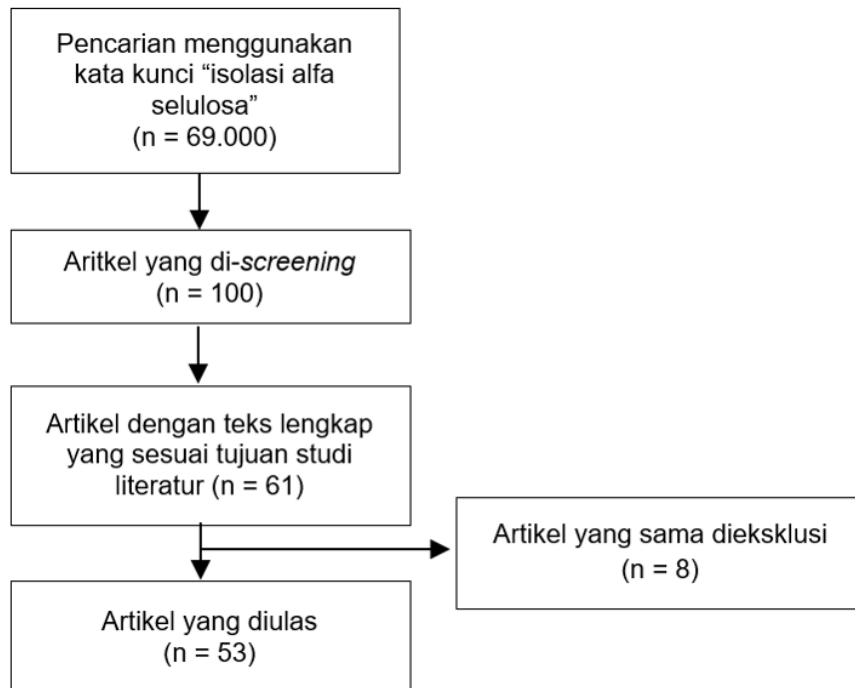 Pencarian menggunakan
kata kunci “isolasi alfa
selulosa”
(n = 69.000)
Aritkel yang di-screening
(n = 100)
Artikel dengan teks lengkap
yang sesuai tujuan studi
literatur (n = 61)
Artikel yang sama dieksklusi
(n = 8)
Artikel yang diulas
(n = 53)